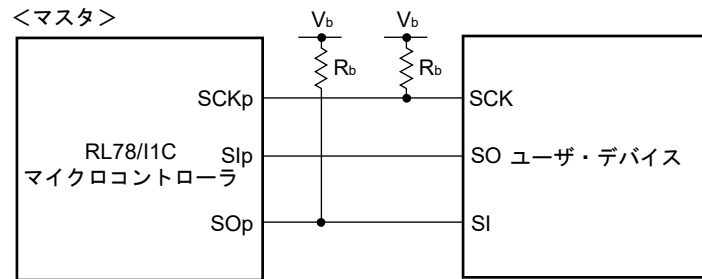 ＜マスタ＞
Vb
Vb
Rb
Rb
SCKp
SCK
RL78/I1C
マイクロコントローラ
SIp
SO
ユーザ・デバイス
SOp
SI